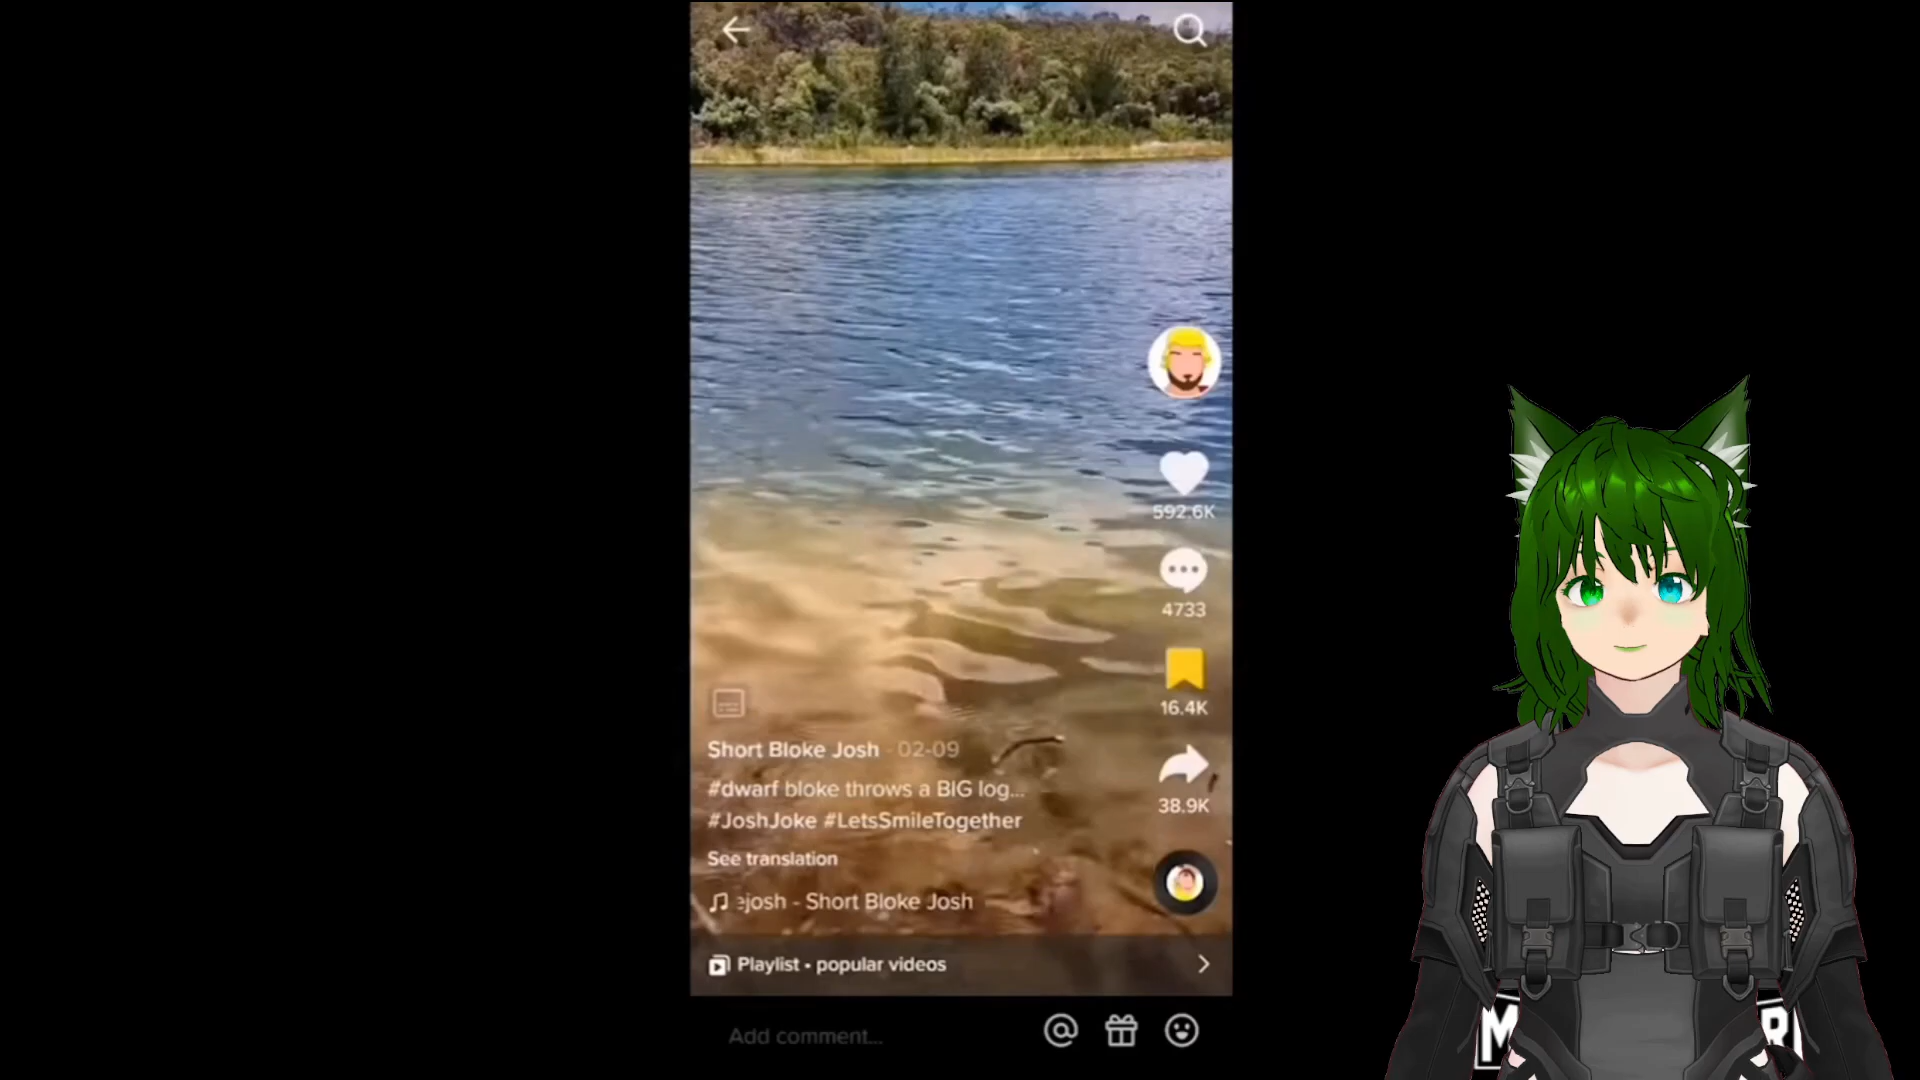 592.6K
4733
16.4K
Short Bloke Josh · 02-09
#dwarf bloke throws a BIG log...
38.9K
#JoshJoke #LetsSmileTogether
See translation
ejosh - Short Bloke Josh
Playlist • popular videos
Add comment...
M
R